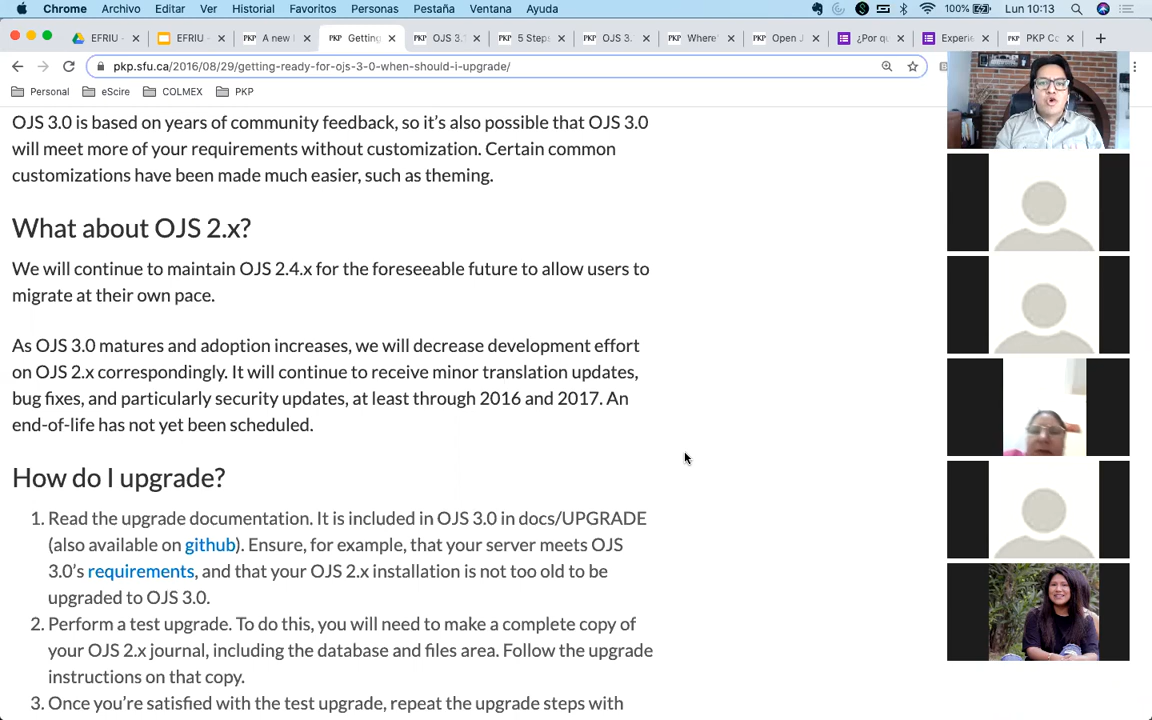 Chrome Archivo Editar Ver Historial Favoritos Personas Pestaña Ventana Ayuda 100% Lun 10:13
EFRIU - EFRIU - PKP A new PKP Getting PKP OJS 3. PKP 5 Steps PKP OJS 3. PKP Where' PKP Open J ¿Por qu Experie PKP PKP Co
pkp.sfu.ca/2016/08/29/getting-ready-for-ojs-3-0-when-should-i-upgrade/
Personal eScire COLMEX PKP
OJS 3.0 is based on years of community feedback, so it's also possible that OJS 3.0
will meet more of your requirements without customization. Certain common
customizations have been made much easier, such as theming.
What about OJS 2.x?
We will continue to maintain OJS 2.4.x for the foreseeable future to allow users to
migrate at their own pace.
As OJS 3.0 matures and adoption increases, we will decrease development effort
on OJS 2.x correspondingly. It will continue to receive minor translation updates,
bug fixes, and particularly security updates, at least through 2016 and 2017. An
end-of-life has not yet been scheduled.
How do I upgrade?
1. Read the upgrade documentation. It is included in OJS 3.0 in docs/UPGRADE
(also available on github). Ensure, for example, that your server meets OJS
3.0's requirements, and that your OJS 2.x installation is not too old to be
upgraded to OJS 3.0.
2. Perform a test upgrade. To do this, you will need to make a complete copy of
your OJS 2.x journal, including the database and files area. Follow the upgrade
instructions on that copy.
3. Once you're satisfied with the test upgrade, repeat the upgrade steps with